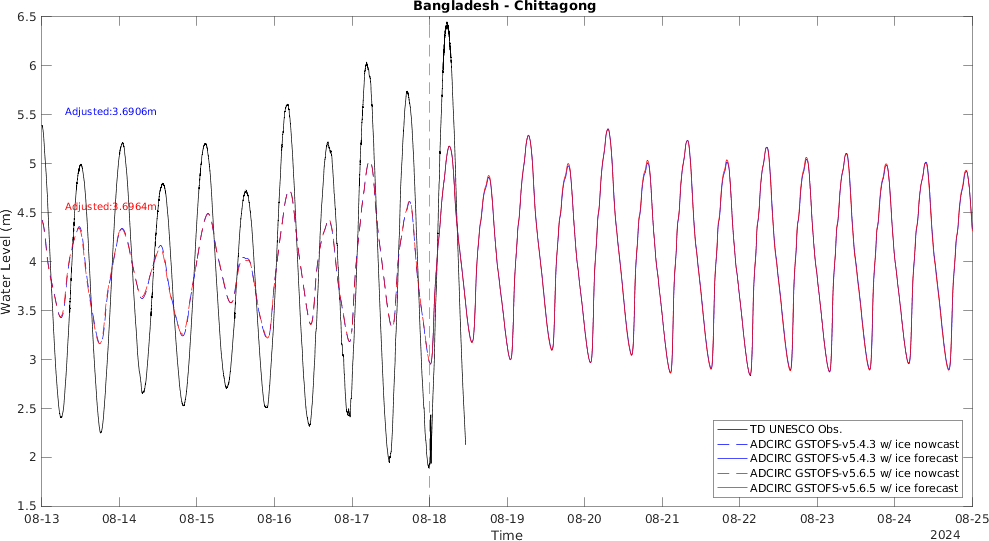 Bangladesh - Chittagong
6.5
6
5.5
5
4.5
4
3.5
3
2.5
2
1.5
Water Level (m)
Adjusted:3.6906m
Adjusted:3.6964m
TD UNESCO Obs.
ADCIRC GSTOFS-v5.4.3 w/ ice nowcast
ADCIRC GSTOFS-v5.4.3 w/ ice forecast
ADCIRC GSTOFS-v5.6.5 w/ ice nowcast
ADCIRC GSTOFS-v5.6.5 w/ ice forecast
08-13 08-14 08-15 08-16 08-17 08-18 08-19 08-20 08-21 08-22 08-23 08-24 08-25
Time
2024